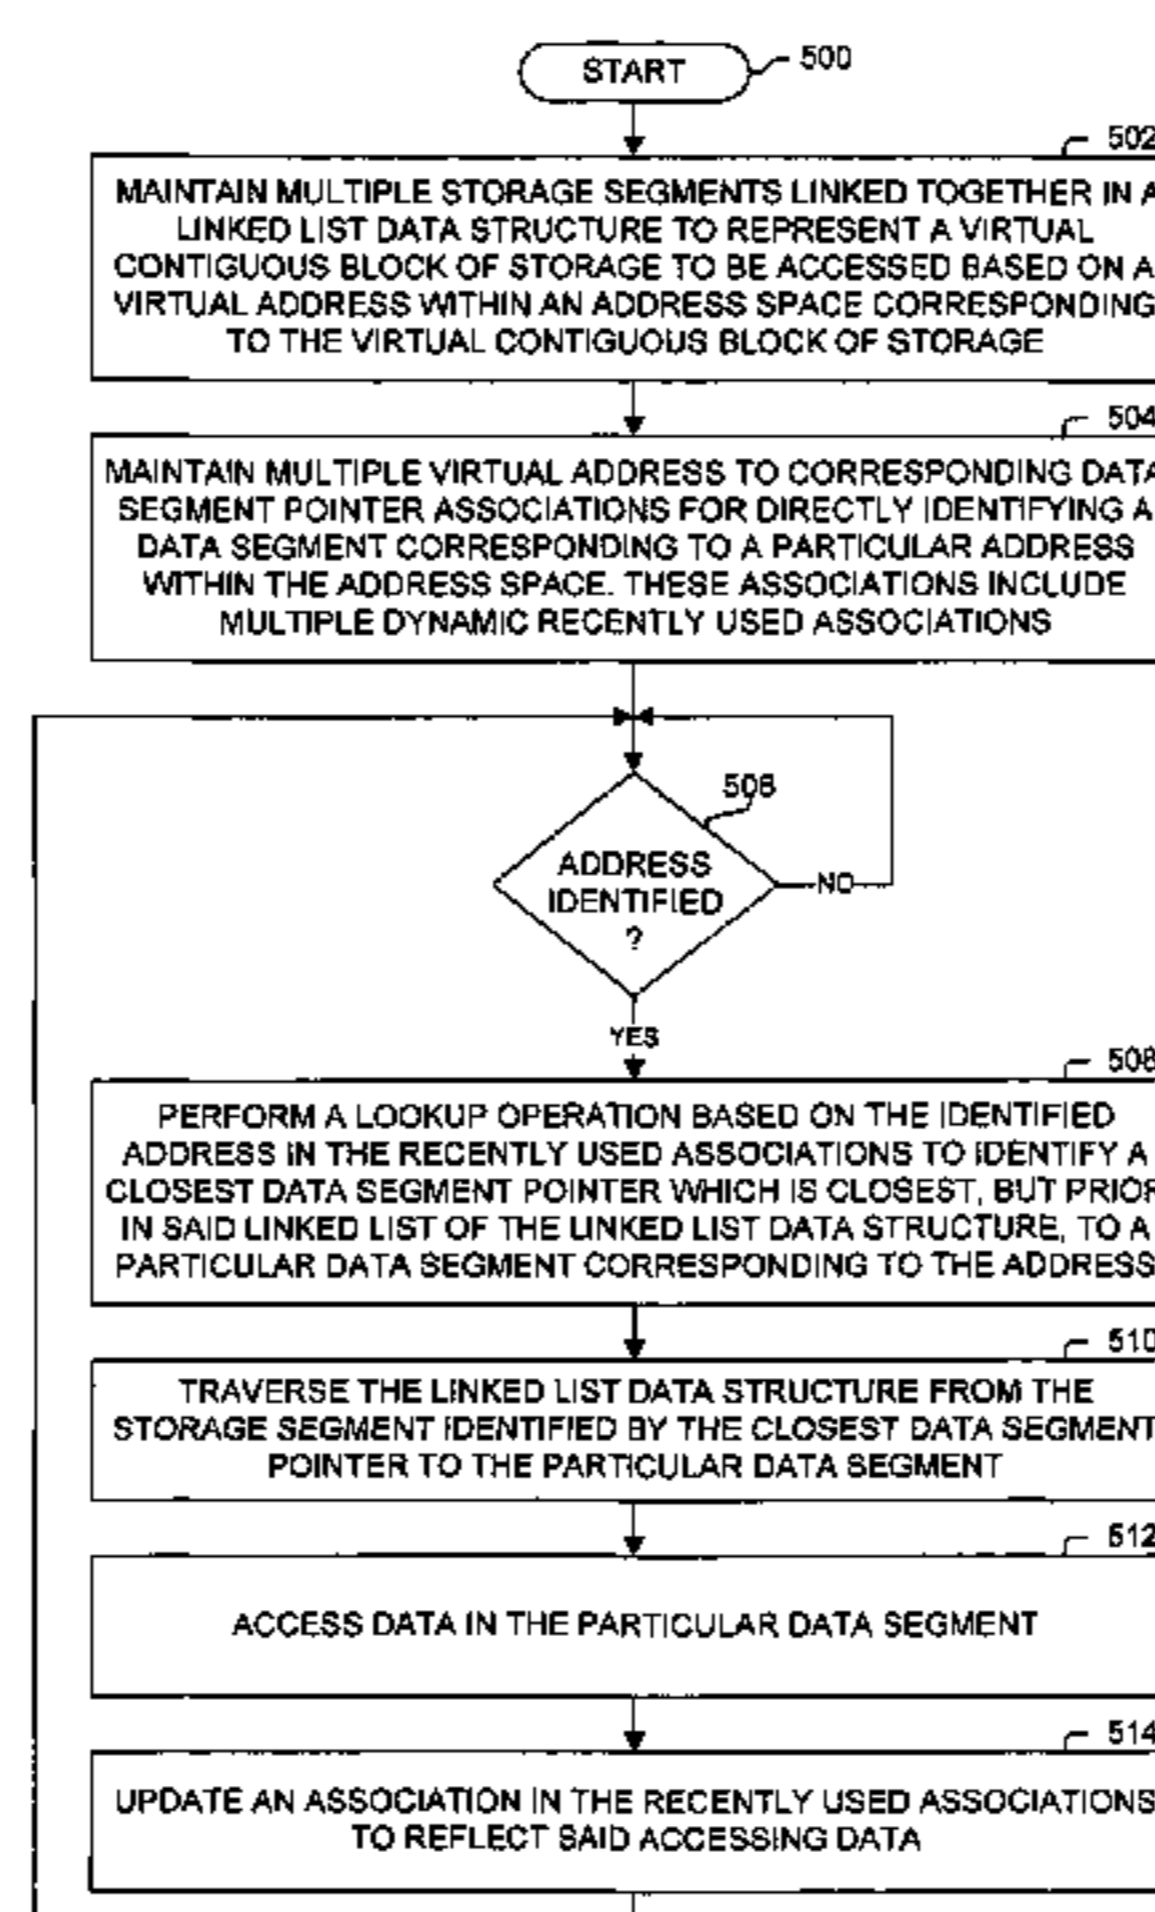 START
500
502
MAINTAIN MULTIPLE STORAGE SEGMENTS LINKED TOGETHER IN A
LINKED LIST DATA STRUCTURE TO REPRESENT A VIRTUAL
CONTIGUOUS BLOCK OF STORAGE TO BE ACCESSED BASED ON A
VIRTUAL ADDRESS WITHIN AN ADDRESS SPACE CORRESPONDING
TO THE VIRTUAL CONTIGUOUS BLOCK OF STORAGE
504
MAINTAIN MULTIPLE VIRTUAL ADDRESS TO CORRESPONDING DATA
SEGMENT POINTER ASSOCIATIONS FOR DIRECTLY IDENTIFYING A
DATA SEGMENT CORRESPONDING TO A PARTICULAR ADDRESS
WITHIN THE ADDRESS SPACE. THESE ASSOCIATIONS INCLUDE
MULTIPLE DYNAMIC RECENTLY USED ASSOCIATIONS
506
ADDRESS
IDENTIFIED
?
NO
YES
508
PERFORM A LOOKUP OPERATION BASED ON THE IDENTIFIED
ADDRESS IN THE RECENTLY USED ASSOCIATIONS TO IDENTIFY A
CLOSEST DATA SEGMENT POINTER WHICH IS CLOSEST, BUT PRIOR
IN SAID LINKED LIST OF THE LINKED LIST DATA STRUCTURE, TO A
PARTICULAR DATA SEGMENT CORRESPONDING TO THE ADDRESS
510
TRAVERSE THE LINKED LIST DATA STRUCTURE FROM THE
STORAGE SEGMENT IDENTIFIED BY THE CLOSEST DATA SEGMENT
POINTER TO THE PARTICULAR DATA SEGMENT
512
ACCESS DATA IN THE PARTICULAR DATA SEGMENT
514
UPDATE AN ASSOCIATION IN THE RECENTLY USED ASSOCIATIONS
TO REFLECT SAID ACCESSING DATA